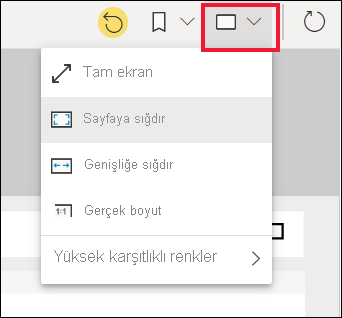 Tam ekran
Sayfaya sığdır
Genişliğe sığdır
1:1 Gerçek boyut
Yüksek karşıtlıklı renkler